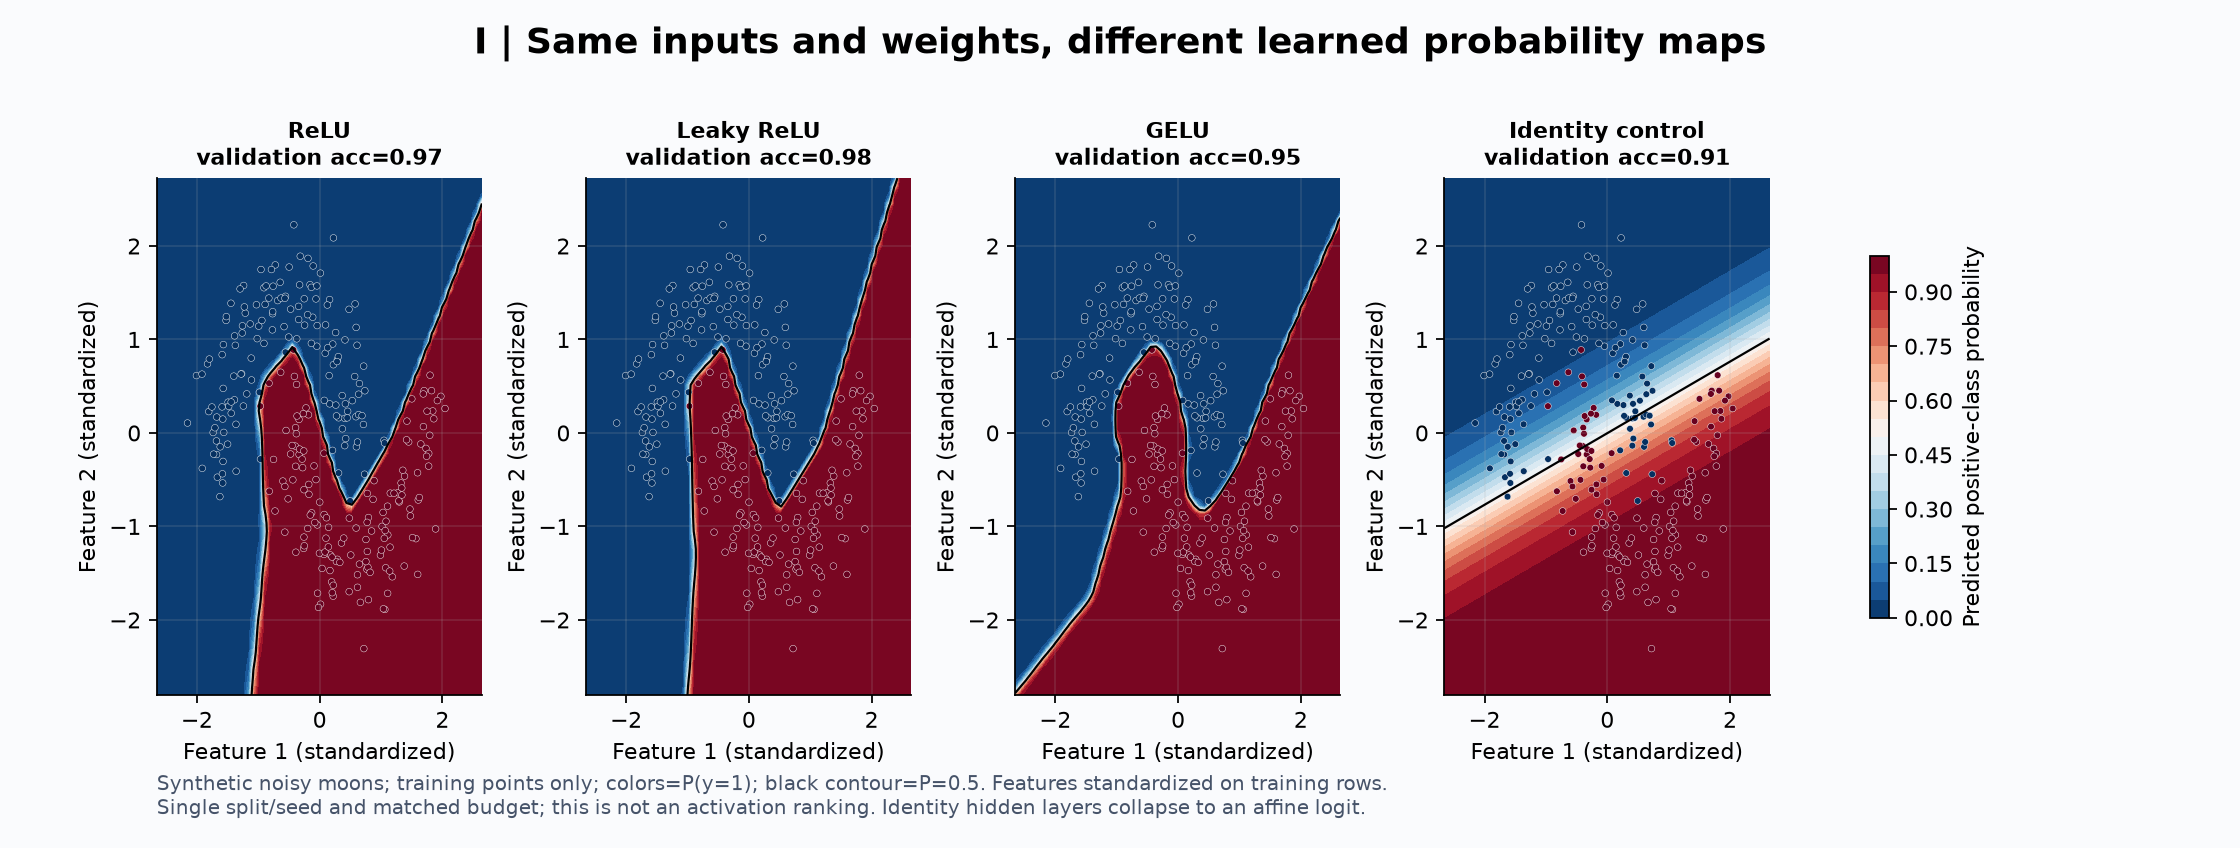 I | Same inputs and weights, different learned probability maps
ReLU
validation acc=0.97
Leaky ReLU
validation acc=0.98
GELU
validation acc=0.95
Identity control
validation acc=0.91
Feature 2 (standardized)
2
1
0
−1
−2
−2
0
2
Feature 1 (standardized)
Feature 2 (standardized)
2
1
0
−1
−2
−2
0
2
Feature 1 (standardized)
Feature 2 (standardized)
2
1
0
−1
−2
−2
0
2
Feature 1 (standardized)
Feature 2 (standardized)
2
1
0
−1
−2
−2
0
2
Feature 1 (standardized)
0.90
0.75
0.60
0.45
0.30
0.15
0.00
Predicted positive-class probability
Synthetic noisy moons; training points only; colors=P(y=1); black contour=P=0.5. Features standardized on training rows.
Single split/seed and matched budget; this is not an activation ranking. Identity hidden layers collapse to an affine logit.